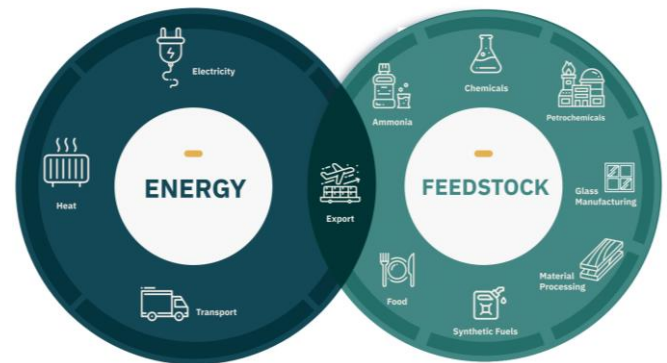 Electricity
Heat
ENERGY
Transport
Export
Ammonia
Chemicals
Petrochemicals
FEEDSTOCK
Glass
Manufacturing
Material
Processing
Synthetic Fuels
Food